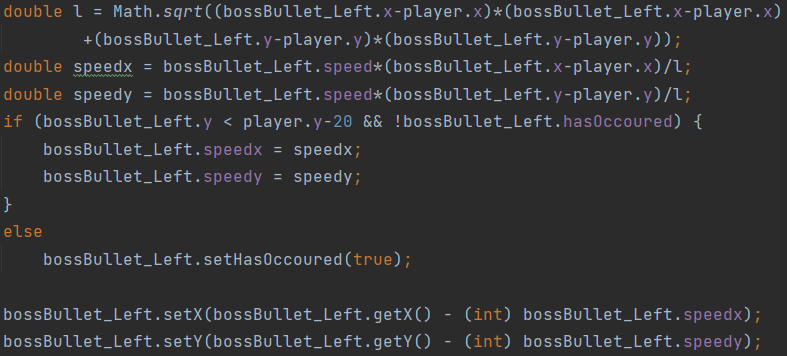 double l = Math.sqrt((bossBullet_Left.x-player.x)*(bossBullet_Left.x-player.x)
        +(bossBullet_Left.y-player.y)*(bossBullet_Left.y-player.y));
double speedx = bossBullet_Left.speed*(bossBullet_Left.x-player.x)/l;
double speedy = bossBullet_Left.speed*(bossBullet_Left.y-player.y)/l;
if (bossBullet_Left.y < player.y-20 && !bossBullet_Left.hasOccoured) {
    bossBullet_Left.speedx = speedx;
    bossBullet_Left.speedy = speedy;
}
else
    bossBullet_Left.setHasOccoured(true);

bossBullet_Left.setX(bossBullet_Left.getX() - (int) bossBullet_Left.speedx);
bossBullet_Left.setY(bossBullet_Left.getY() - (int) bossBullet_Left.speedy);